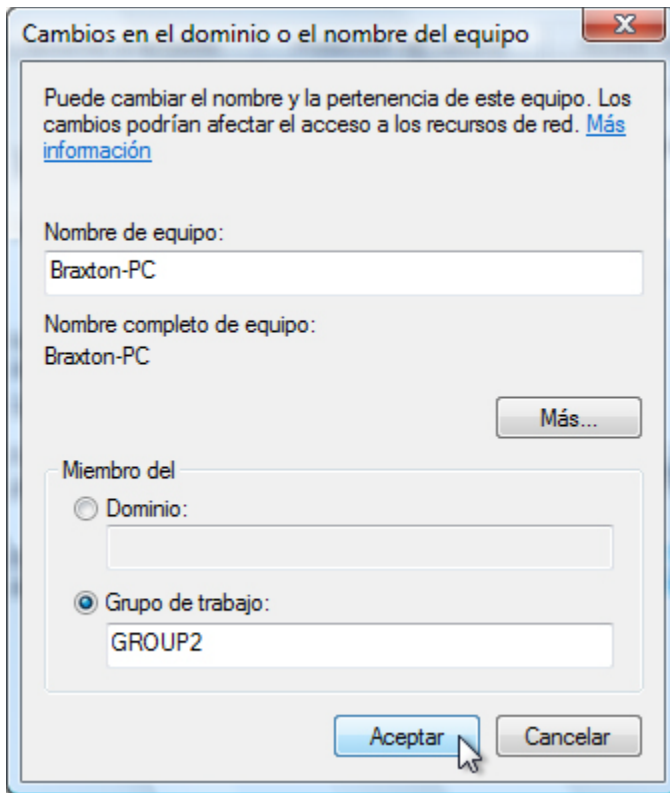 Cambios en el dominio o el nombre del equipo
Puede cambiar el nombre y la pertenencia de este equipo. Los
cambios podrían afectar el acceso a los recursos de red. Más
información
Nombre de equipo:
Braxton-PC
Nombre completo de equipo:
Braxton-PC
Más...
Miembro del
Dominio:
Grupo de trabajo:
GROUP2
Aceptar
Cancelar